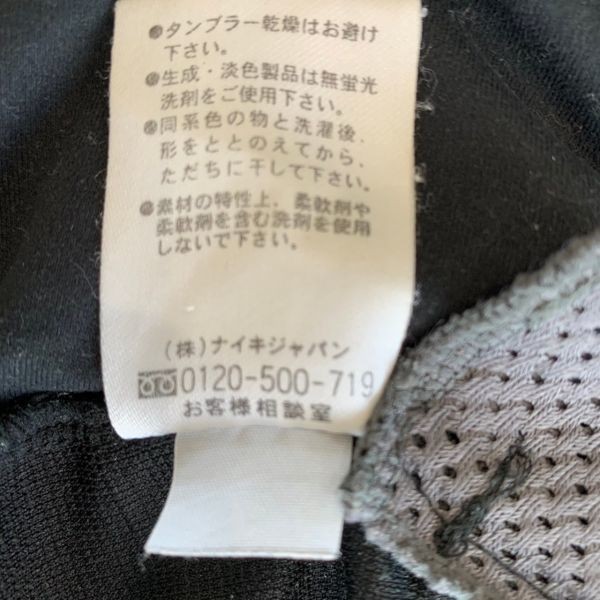 ●タンブラー乾燥はお避け
下さい。
●生成・淡色製品は無蛍光
洗剤をご使用下さい。
●同系色の物と洗濯後、
形をととのえてから、
ただちに干して下さい。
●素材の特性上、柔軟剤や
柔軟剤を含む洗剤を使用
しないで下さい。
(株)ナイキジャパン
0120-500-719
お客様相談室